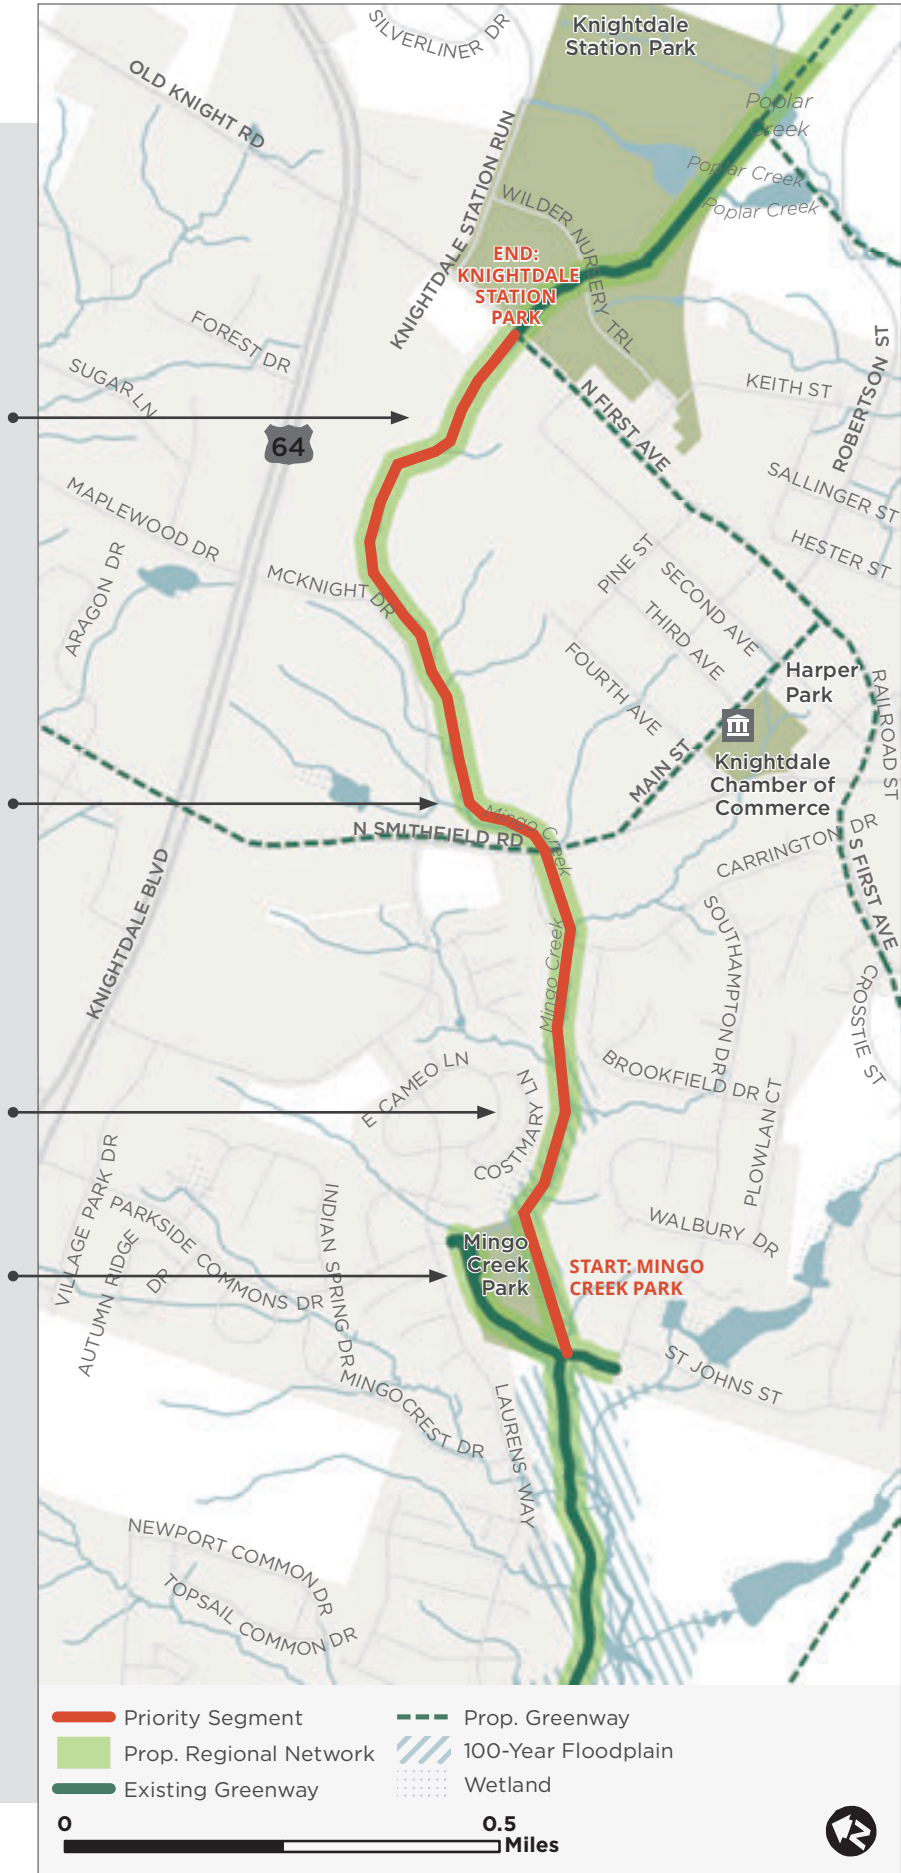 SILVERLINER DR
Knightdale
Station Park
OLD KNIGHT RD
Poplar
Creek
Poplar Creek
Poplar Creek
KNIGHTDALE STATION RUN
WILDER NURSERY TRL
END:
KNIGHTDALE
STATION
PARK
FOREST DR
SUGAR LN
64
N FIRST AVE
KEITH ST
ROBERTSON ST
SALLINGER ST
HESTER ST
MAPLEWOOD DR
ARAGON DR
MCKNIGHT DR
PINE ST
SECOND AVE
THIRD AVE
FOURTH AVE
Harper
Park
RAILROAD ST
MAIN ST
Knightdale
Chamber of
Commerce
Mingo Creek
N SMITHFIELD RD
CARRINGTON DR
S FIRST AVE
KNIGHTDALE BLVD
SOUTHAMPTON DR
Mingo Creek
CROSSTIE ST
E CAMEO LN
COSTMARY LN
BROOKFIELD DR
PLOWLAN CT
VILLAGE PARK DR
PARKSIDE COMMONS DR
AUTUMN RIDGE DR
INDIAN SPRING DR
WALBURY DR
Mingo
Creek
Park
START: MINGO
CREEK PARK
ST JOHNS ST
MINGOCREST DR
LAURENS WAY
NEWPORT COMMON DR
TOPSAIL COMMON DR
Priority Segment
Prop. Regional Network
Existing Greenway
Prop. Greenway
100-Year Floodplain
Wetland
0 0.5
Miles
N